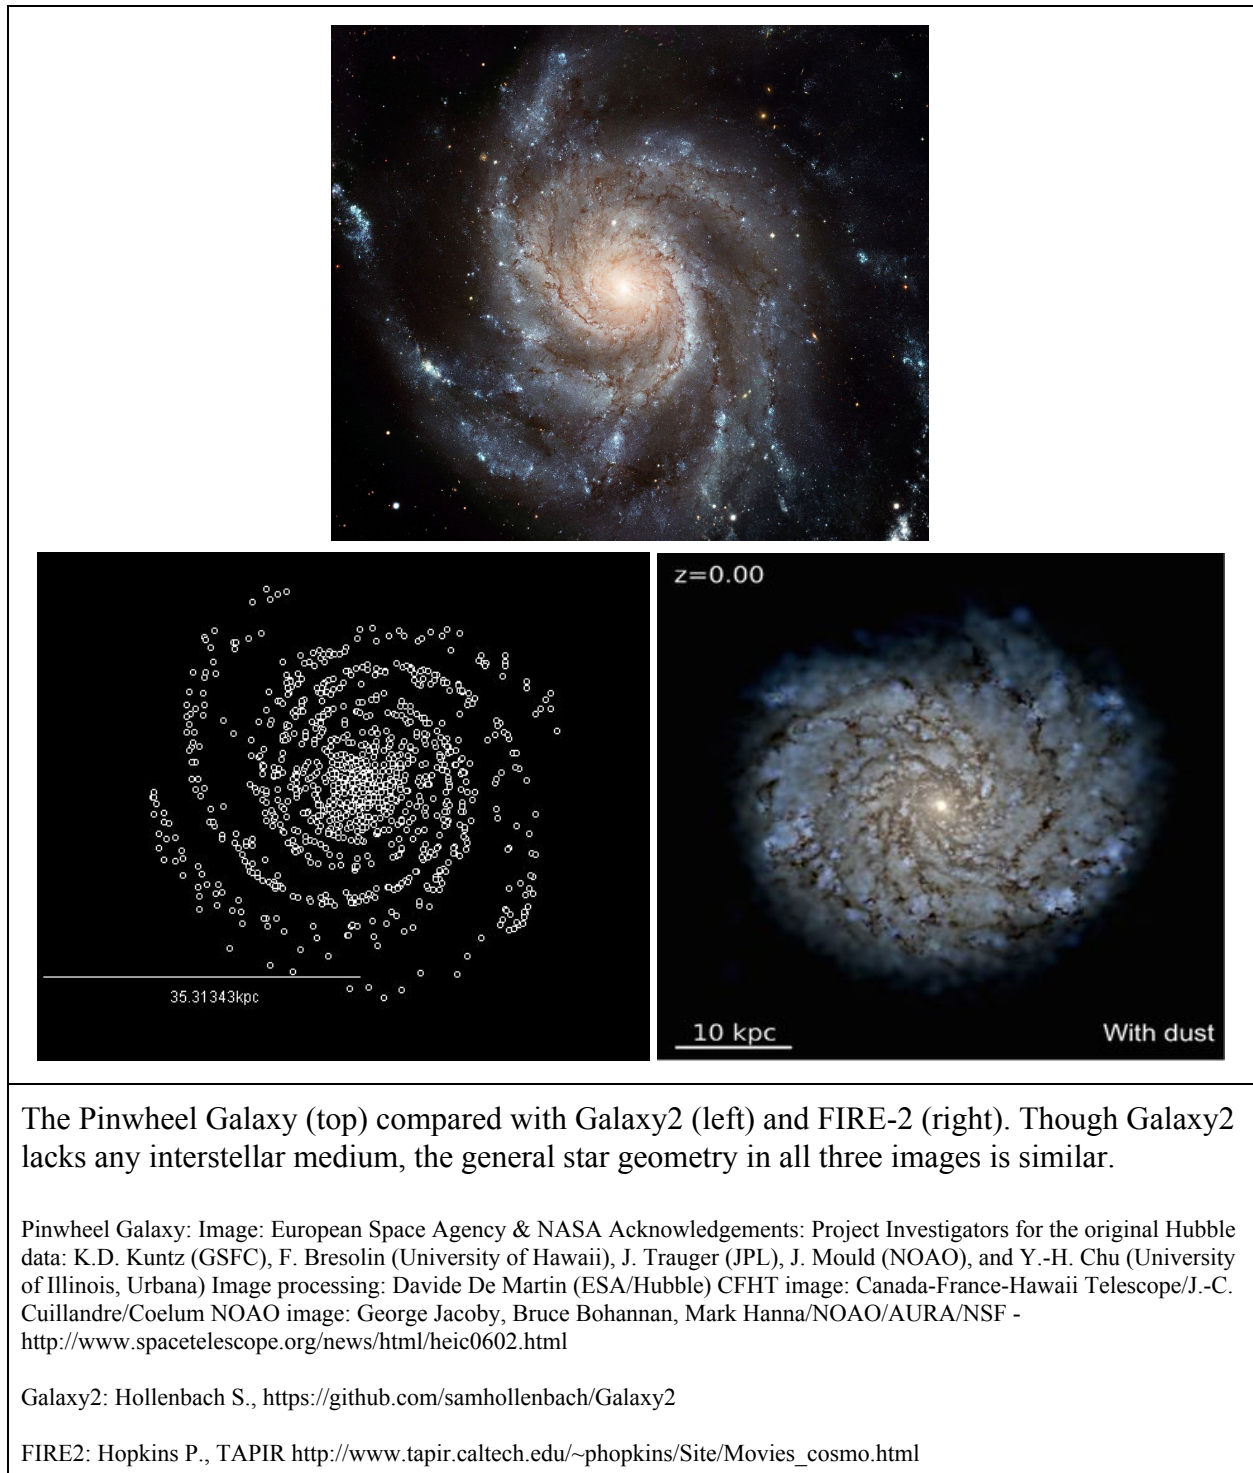 z=0.00
35.31343kpc
10 kpc
With dust
The Pinwheel Galaxy (top) compared with Galaxy2 (left) and FIRE-2 (right). Though Galaxy2
lacks any interstellar medium, the general star geometry in all three images is similar.
Pinwheel Galaxy: Image: European Space Agency & NASA Acknowledgements: Project Investigators for the original Hubble
data: K.D. Kuntz (GSFC), F. Bresolin (University of Hawaii), J. Trauger (JPL), J. Mould (NOAO), and Y.-H. Chu (University
of Illinois, Urbana) Image processing: Davide De Martin (ESA/Hubble) CFHT image: Canada-France-Hawaii Telescope/J.-C.
Cuillandre/Coelum NOAO image: George Jacoby, Bruce Bohannan, Mark Hanna/NOAO/AURA/NSF -
http://www.spacetelescope.org/news/html/heic0602.html
Galaxy2: Hollenbach S., https://github.com/samhollenbach/Galaxy2
FIRE2: Hopkins P., TAPIR http://www.tapir.caltech.edu/~phopkins/Site/Movies_cosmo.html